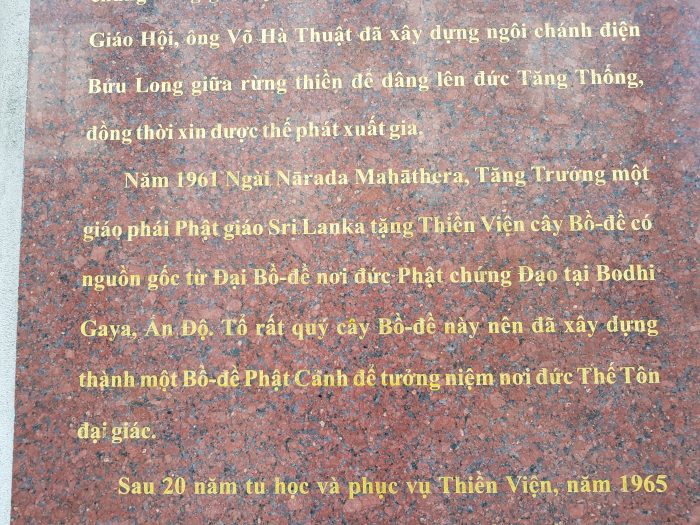 Giáo Hội, ông Võ Hà Thuật đã xây dựng ngôi chánh điện
Bửu Long giữa rừng thiền để dâng lên đức Tăng Thống,
đồng thời xin được thế phát xuất gia.
Năm 1961 Ngài Nārada Mahāthera, Tăng Trưởng một
giáo phái Phật giáo Sri Lanka tặng Thiền Viện cây Bồ-đề có
nguồn gốc từ Đại Bồ-đề nơi đức Phật chứng Đạo tại Bodhi
Gaya, Ấn Độ. Tổ rất quý cây Bồ-đề này nên đã xây dựng
thành một Bồ-đề Phật Cảnh để tưởng niệm nơi đức Thế Tôn
đại giác.
Sau 20 năm tu học và phục vụ Thiền Viện, năm 1965